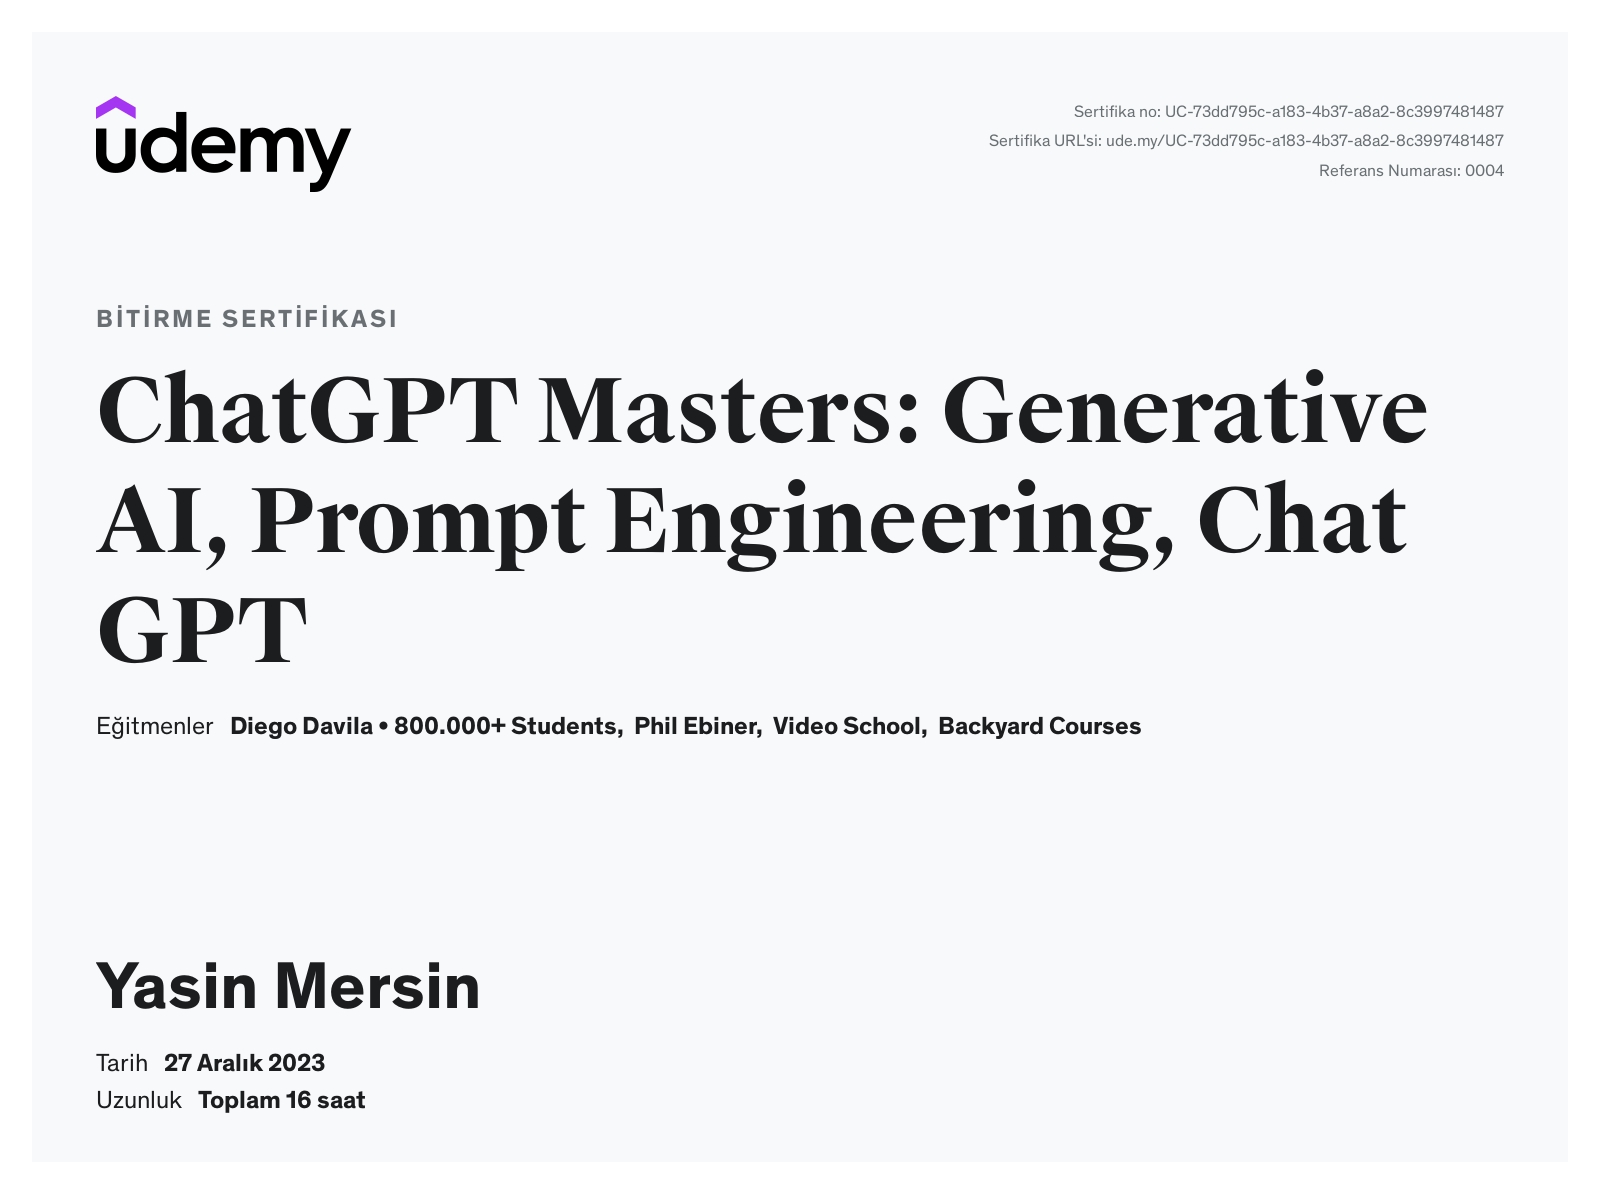 udemy
Sertifika no: UC-73dd795c-a183-4b37-a8a2-8c3997481487
Sertifika URL'si: ude.my/UC-73dd795c-a183-4b37-a8a2-8c3997481487
Referans Numarası: 0004
BİTİRME SERTİFİKASI
ChatGPT Masters: Generative
AI, Prompt Engineering, Chat
GPT
Eğitmenler Diego Davila • 800.000+ Students, Phil Ebiner, Video School, Backyard Courses
Yasin Mersin
Tarih 27 Aralık 2023
Uzunluk Toplam 16 saat